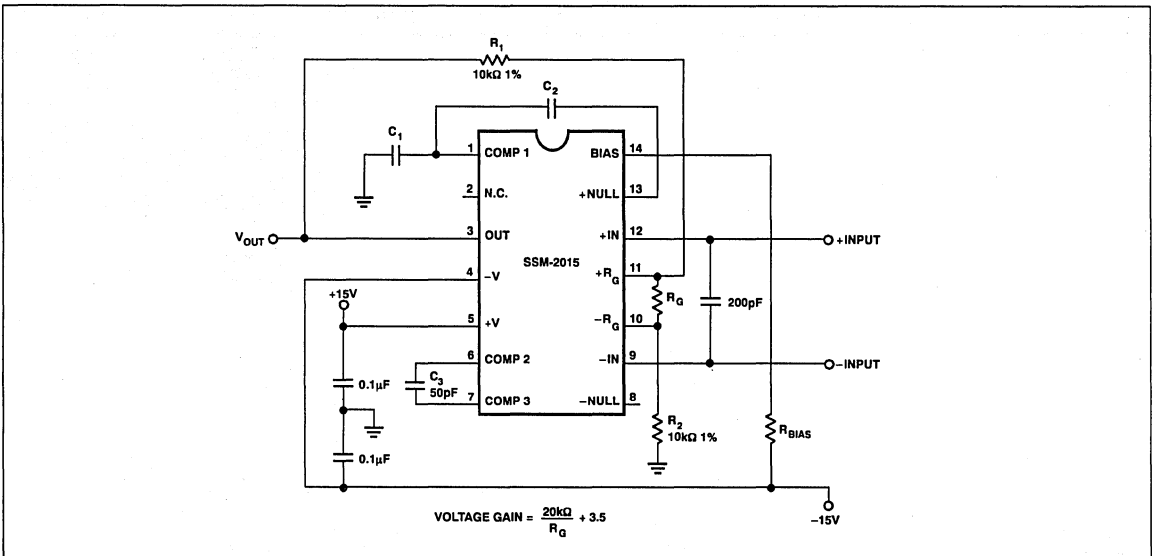 R1
10kΩ 1%
C2
C1
1 COMP 1
BIAS 14
2 N.C.
+NULL 13
VOUT 3 OUT
+IN 12 +INPUT
SSM-2015
4 -V
+RG 11
RG
200pF
+15V
5 +V
-RG 10
6 COMP 2
-IN 9 -INPUT
C3
50pF
7 COMP 3
-NULL 8
0.1μF
R2
10kΩ 1%
RBIAS
0.1μF
VOLTAGE GAIN = 20kΩ / RG + 3.5
-15V